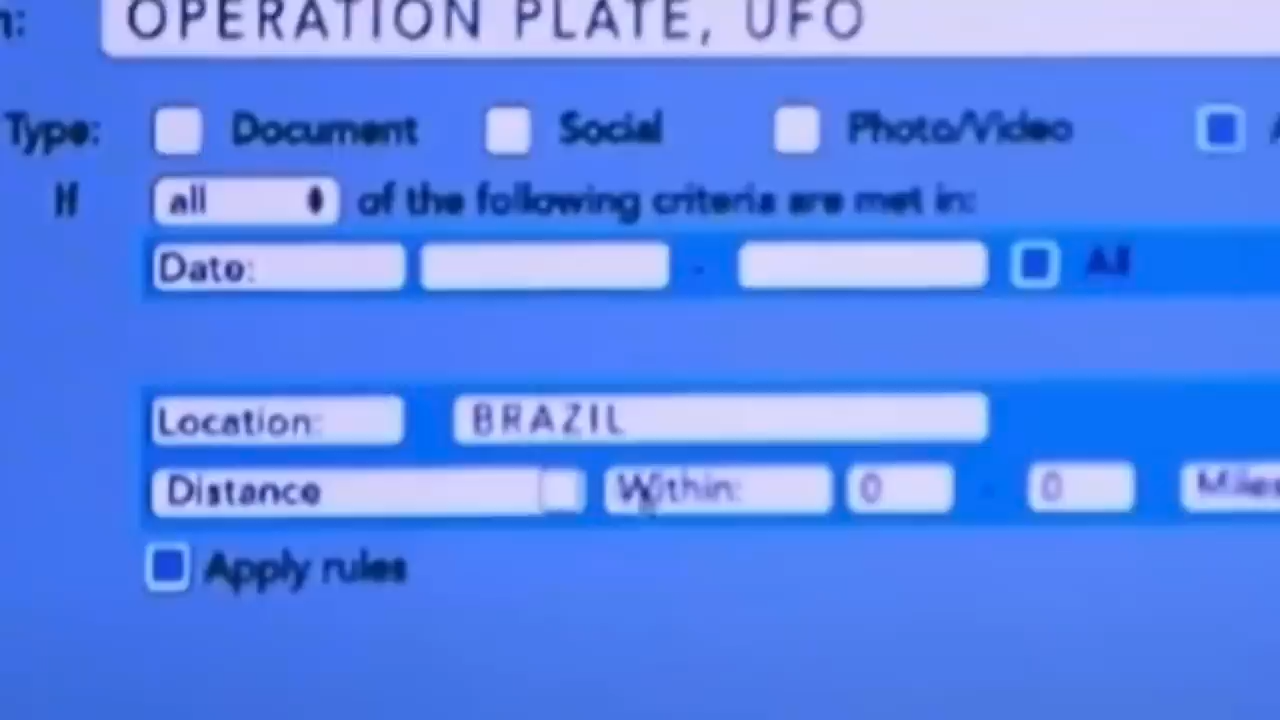 OPERATION PLATE, UFO
Type: Document Social Photo/Video
If all of the following criteria are met in:
Date: - All
Location: BRAZIL
Distance Within: 0 - 0 Miles
Apply rules